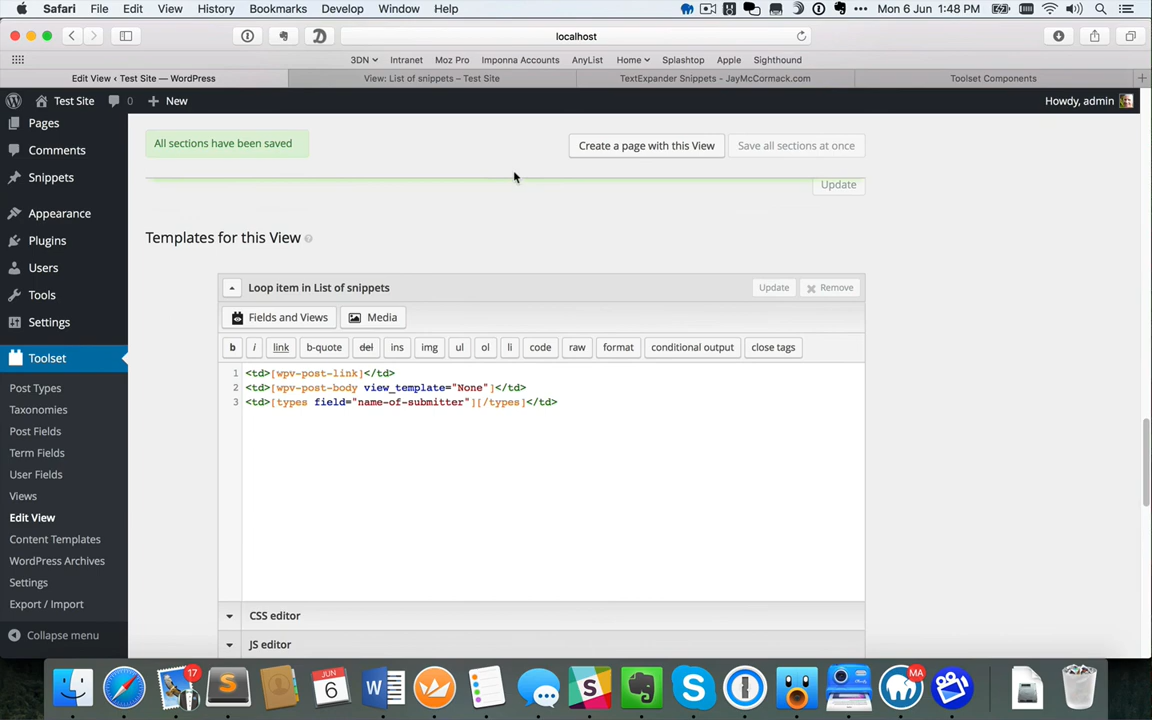 Safari File Edit View History Bookmarks Develop Window Help Mon 6 Jun 1:48 PM
localhost
3DN Intranet Moz Pro Imponna Accounts AnyList Home Splashtop Apple Sighthound
Edit View ‹ Test Site — WordPress View: List of snippets – Test Site TextExpander Snippets - JayMcCormack.com Toolset Components
Test Site 0 New Howdy, admin
Pages
Comments
Snippets
Appearance
Plugins
Users
Tools
Settings
Toolset
Post Types
Taxonomies
Post Fields
Term Fields
User Fields
Views
Edit View
Content Templates
WordPress Archives
Settings
Export / Import
Collapse menu
All sections have been saved Create a page with this View Save all sections at once
Update
Templates for this View
Loop item in List of snippets Update Remove
Fields and Views Media
b i link b-quote del ins img ul ol li code raw format conditional output close tags
1 <td>[wpv-post-link]</td>
2 <td>[wpv-post-body view_template="None"]</td>
3 <td>[types field="name-of-submitter"][/types]</td>
CSS editor
JS editor
17 JUN 6 MA